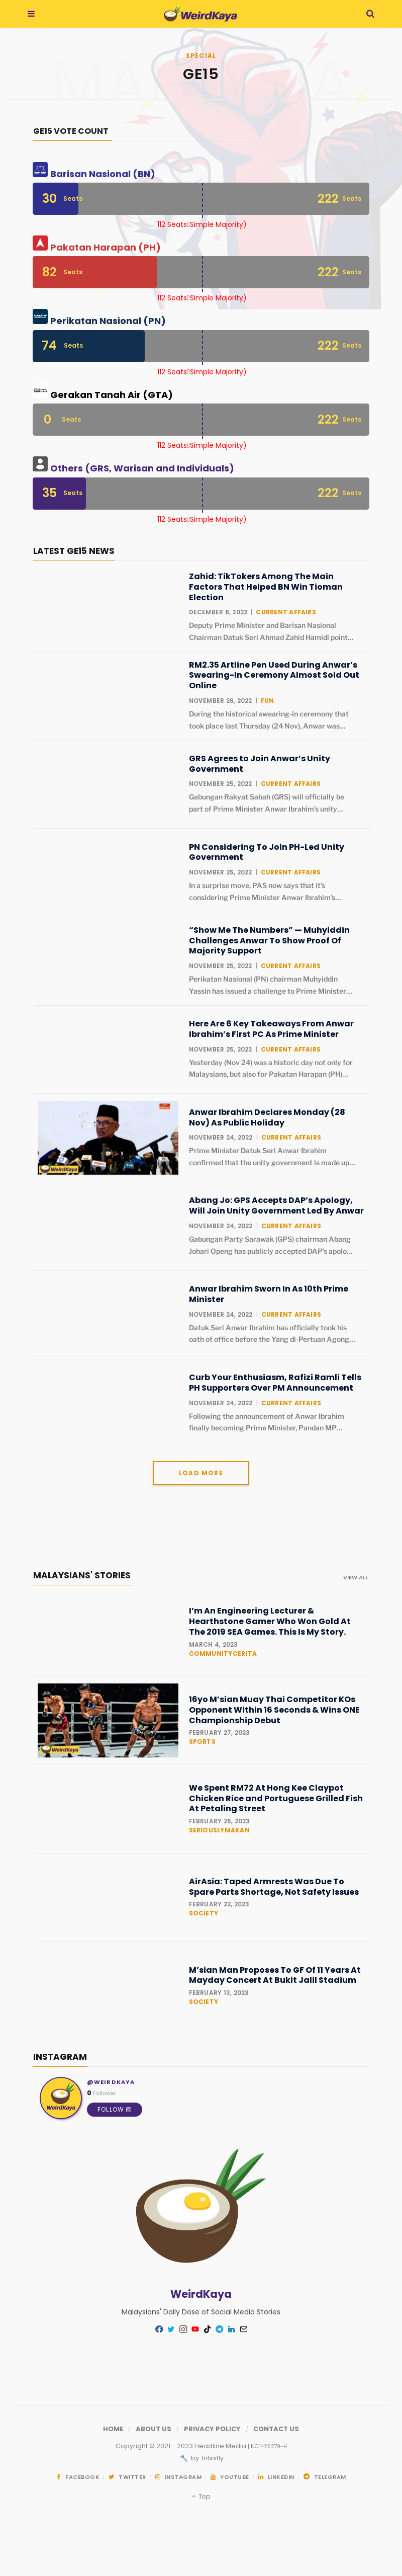 WeirdKaya
SPECIAL
GE15
GE15 VOTE COUNT
Barisan Nasional (BN)
30 Seats
222 Seats
112 Seats(Simple Majority)
Pakatan Harapan (PH)
82 Seats
222 Seats
112 Seats(Simple Majority)
Perikatan Nasional (PN)
74 Seats
222 Seats
112 Seats(Simple Majority)
Gerakan Tanah Air (GTA)
0 Seats
222 Seats
112 Seats(Simple Majority)
Others (GRS, Warisan and Individuals)
35 Seats
222 Seats
112 Seats(Simple Majority)
LATEST GE15 NEWS
Zahid: TikTokers Among The Main
Factors That Helped BN Win Tioman
Election
DECEMBER 8, 2022 | CURRENT AFFAIRS
Deputy Prime Minister and Barisan Nasional
Chairman Datuk Seri Ahmad Zahid Hamidi point...
RM2.35 Artline Pen Used During Anwar's
Swearing-In Ceremony Almost Sold Out
Online
NOVEMBER 26, 2022 | FUN
During the historical swearing-in ceremony that
took place last Thursday (24 Nov), Anwar was...
GRS Agrees to Join Anwar's Unity
Government
NOVEMBER 25, 2022 | CURRENT AFFAIRS
Gabungan Rakyat Sabah (GRS) will officially be
part of Prime Minister Anwar Ibrahim's unity...
PN Considering To Join PH-Led Unity
Government
NOVEMBER 25, 2022 | CURRENT AFFAIRS
In a surprise move, PAS now says that it's
considering Prime Minister Anwar Ibrahim's...
"Show Me The Numbers" — Muhyiddin
Challenges Anwar To Show Proof Of
Majority Support
NOVEMBER 25, 2022 | CURRENT AFFAIRS
Perikatan Nasional (PN) chairman Muhyiddin
Yassin has issued a challenge to Prime Minister...
Here Are 6 Key Takeaways From Anwar
Ibrahim's First PC As Prime Minister
NOVEMBER 25, 2022 | CURRENT AFFAIRS
Yesterday (Nov 24) was a historic day not only for
Malaysians, but also for Pakatan Harapan (PH)...
WeirdKaya
Anwar Ibrahim Declares Monday (28
Nov) As Public Holiday
NOVEMBER 24, 2022 | CURRENT AFFAIRS
Prime Minister Datuk Seri Anwar Ibrahim
confirmed that the unity government is made up...
Abang Jo: GPS Accepts DAP's Apology,
Will Join Unity Government Led By Anwar
NOVEMBER 24, 2022 | CURRENT AFFAIRS
Gabungan Party Sarawak (GPS) chairman Abang
Johari Openg has publicly accepted DAP's apolo...
Anwar Ibrahim Sworn In As 10th Prime
Minister
NOVEMBER 24, 2022 | CURRENT AFFAIRS
Datuk Seri Anwar Ibrahim has officially took his
oath of office before the Yang di-Pertuan Agong...
Curb Your Enthusiasm, Rafizi Ramli Tells
PH Supporters Over PM Announcement
NOVEMBER 24, 2022 | CURRENT AFFAIRS
Following the announcement of Anwar Ibrahim
finally becoming Prime Minister, Pandan MP...
LOAD MORE
MALAYSIANS' STORIES
VIEW ALL
I'm An Engineering Lecturer &
Hearthstone Gamer Who Won Gold At
The 2019 SEA Games. This Is My Story.
MARCH 4, 2023
COMMUNITYCERITA
WeirdKaya
16yo M'sian Muay Thai Competitor KOs
Opponent Within 16 Seconds & Wins ONE
Championship Debut
FEBRUARY 27, 2023
SPORTS
We Spent RM72 At Hong Kee Claypot
Chicken Rice and Portuguese Grilled Fish
At Petaling Street
FEBRUARY 26, 2023
SERIOUSLYMAKAN
AirAsia: Taped Armrests Was Due To
Spare Parts Shortage, Not Safety Issues
FEBRUARY 22, 2023
SOCIETY
M'sian Man Proposes To GF Of 11 Years At
Mayday Concert At Bukit Jalil Stadium
FEBRUARY 13, 2023
SOCIETY
INSTAGRAM
WeirdKaya
@WEIRDKAYA
0 Follower
FOLLOW
WeirdKaya
Malaysians' Daily Dose of Social Media Stories
HOME / ABOUT US / PRIVACY POLICY / CONTACT US
Copyright © 2021 - 2023 Headline Media | NO1426279-H
🔧 by Infinitly
FACEBOOK / TWITTER / INSTAGRAM / YOUTUBE / LINKEDIN / TELEGRAM
Top